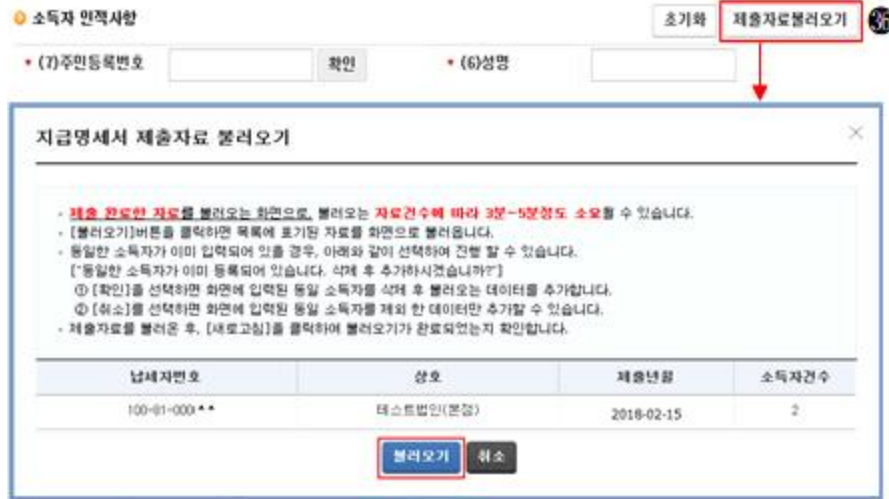 소득자 인적사항
초기화
제출자료불러오기
36
• (7)주민등록번호
확인
• (6)성명
지급명세서 제출자료 불러오기
- 제출 완료한 자료를 불러오는 화면으로, 불러오는 자료건수에 따라 3분~5분정도 소요될 수 있습니다.
- [불러오기]버튼을 클릭하면 목록에 표기된 자료를 화면으로 불러옵니다.
- 동일한 소득자가 이미 입력되어 있을 경우, 아래와 같이 선택하여 진행 할 수 있습니다.
["동일한 소득자가 이미 등록되어 있습니다. 삭제 후 추가하시겠습니까?"]
① [확인]을 선택하면 화면에 입력된 동일 소득자를 삭제 후 불러오는 데이터를 추가합니다.
② [취소]를 선택하면 화면에 입력된 동일 소득자를 제외 한 데이터만 추가할 수 있습니다.
- 제출자료를 불러온 후, [새로고침]을 클릭하여 불러오기가 완료되었는지 확인합니다.
납세자번호 상호 제출년월 소득자건수
100-81-000** 테스트법인(본점) 2018-02-15 2
불러오기 취소